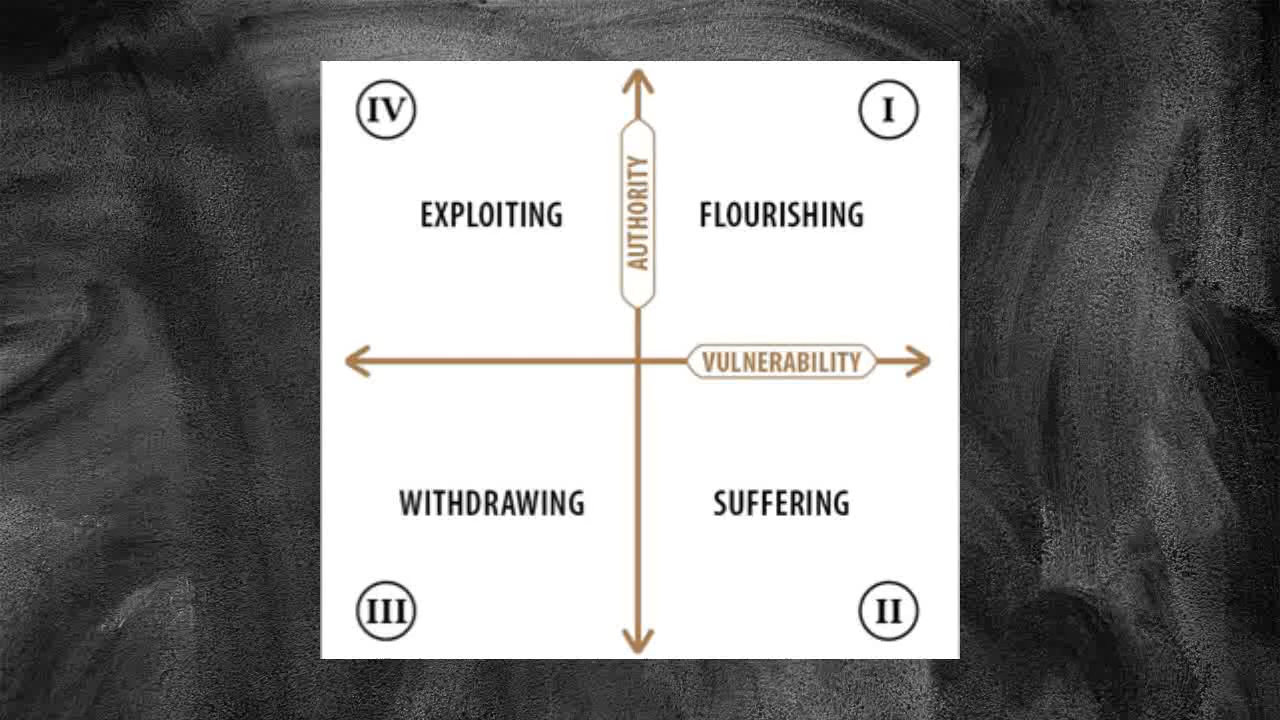 IV
I
AUTHORITY
EXPLOITING
FLOURISHING
VULNERABILITY
WITHDRAWING
SUFFERING
III
II